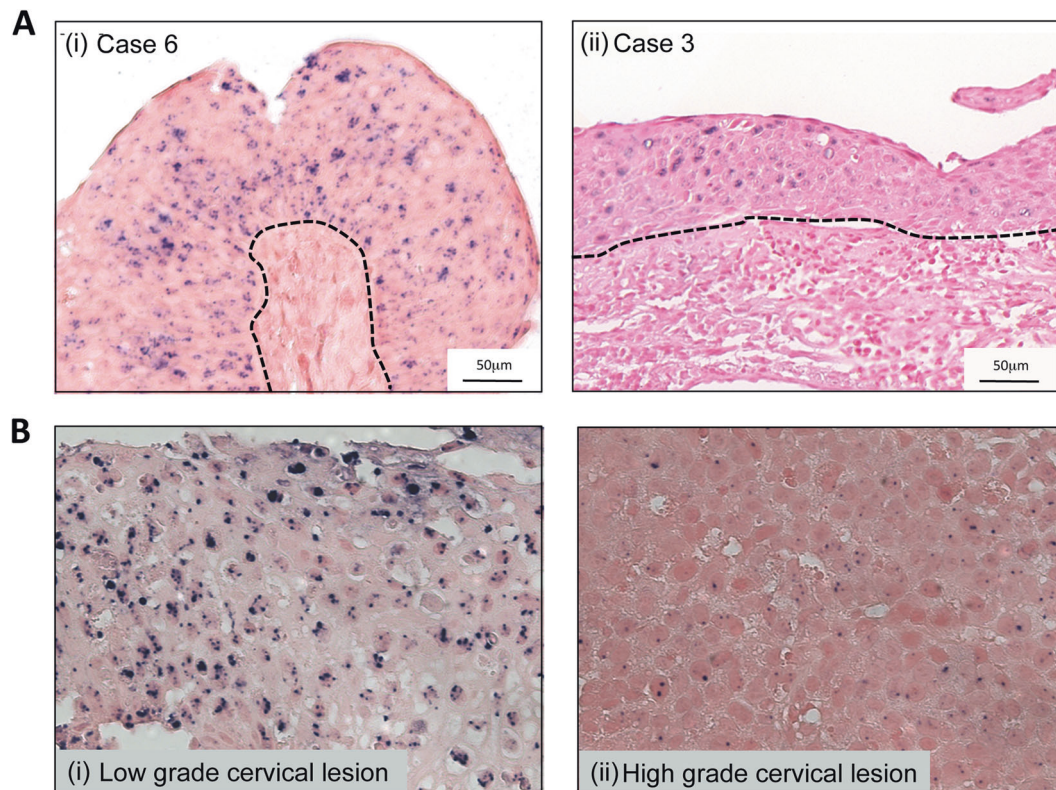 A
(i) Case 6
(ii) Case 3
50μm
50μm
B
(i) Low grade cervical lesion
(ii) High grade cervical lesion